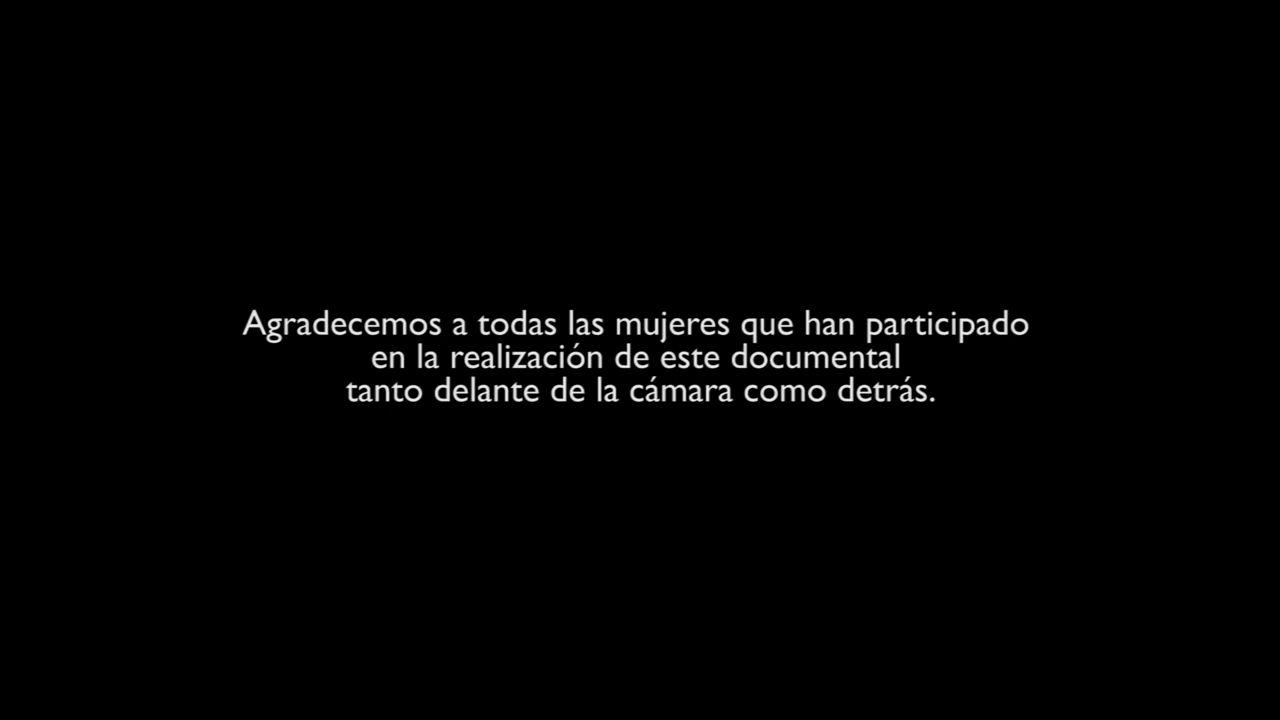 Agradecemos a todas las mujeres que han participado
en la realización de este documental
tanto delante de la cámara como detrás.